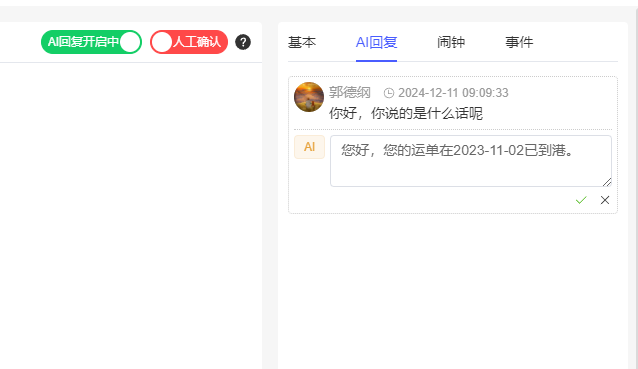 AI回复开启中 人工确认 ?
基本 AI回复 闹钟 事件
郭德纲 2024-12-11 09:09:33
你好，你说的是什么话呢
AI 您好，您的运单在2023-11-02已到港。